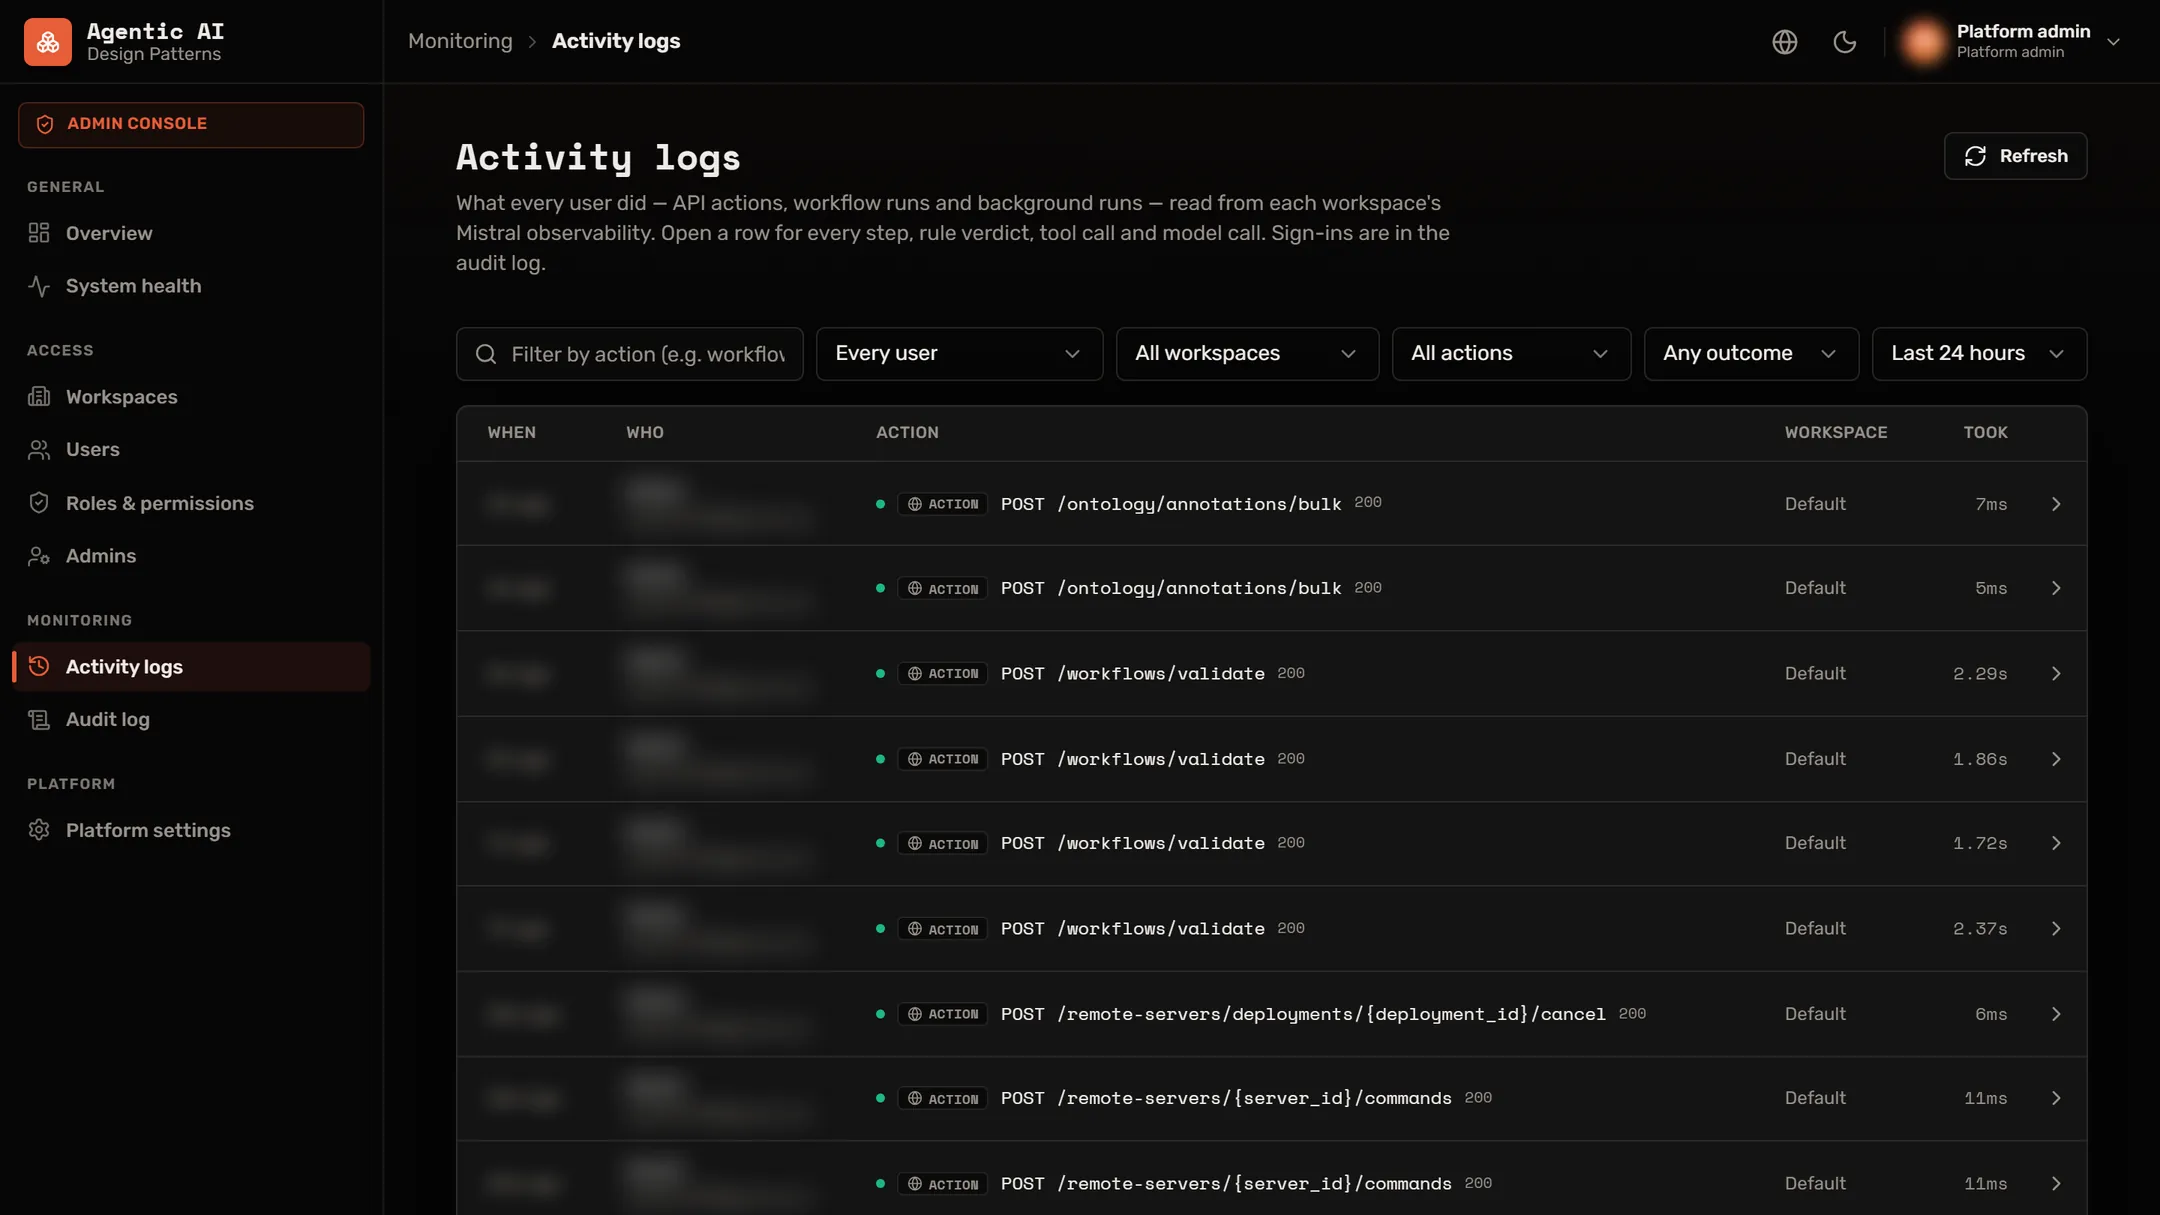 Agentic AI
Design Patterns
Monitoring > Activity logs
Platform admin
Platform admin
ADMIN CONSOLE
GENERAL
Overview
System health
ACCESS
Workspaces
Users
Roles & permissions
Admins
MONITORING
Activity logs
Audit log
PLATFORM
Platform settings
Activity logs
Refresh
What every user did — API actions, workflow runs and background runs — read from each workspace's
Mistral observability. Open a row for every step, rule verdict, tool call and model call. Sign-ins are in the
audit log.
Filter by action (e.g. workflow
Every user
All workspaces
All actions
Any outcome
Last 24 hours
WHEN WHO ACTION WORKSPACE TOOK
ACTION POST /ontology/annotations/bulk 200 Default 7ms
ACTION POST /ontology/annotations/bulk 200 Default 5ms
ACTION POST /workflows/validate 200 Default 2.29s
ACTION POST /workflows/validate 200 Default 1.86s
ACTION POST /workflows/validate 200 Default 1.72s
ACTION POST /workflows/validate 200 Default 2.37s
ACTION POST /remote-servers/deployments/{deployment_id}/cancel 200 Default 6ms
ACTION POST /remote-servers/{server_id}/commands 200 Default 11ms
ACTION POST /remote-servers/{server_id}/commands 200 Default 11ms